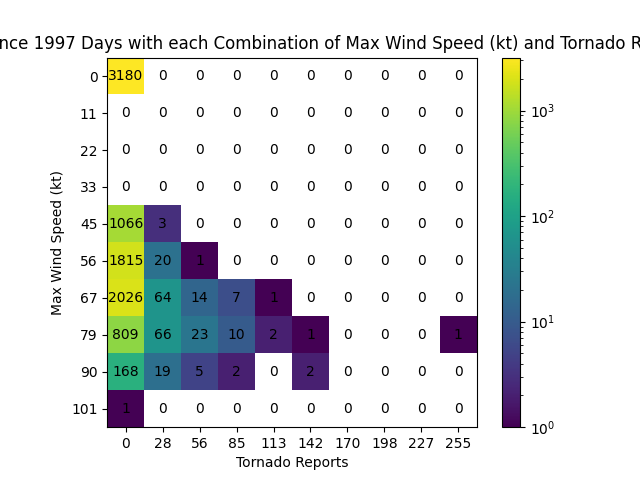 nce 1997 Days with each Combination of Max Wind Speed (kt) and Tornado R
0 3180 0 0 0 0 0 0 0 0 0
11 0 0 0 0 0 0 0 0 0 0
22 0 0 0 0 0 0 0 0 0 0
33 0 0 0 0 0 0 0 0 0 0
45 1066 3 0 0 0 0 0 0 0 0
56 1815 20 1 0 0 0 0 0 0 0
67 2026 64 14 7 1 0 0 0 0 0
79 809 66 23 10 2 1 0 0 0 1
90 168 19 5 2 0 2 0 0 0 0
101 1 0 0 0 0 0 0 0 0 0
0 28 56 85 113 142 170 198 227 255
Tornado Reports
Max Wind Speed (kt)
10³
10²
10¹
10⁰